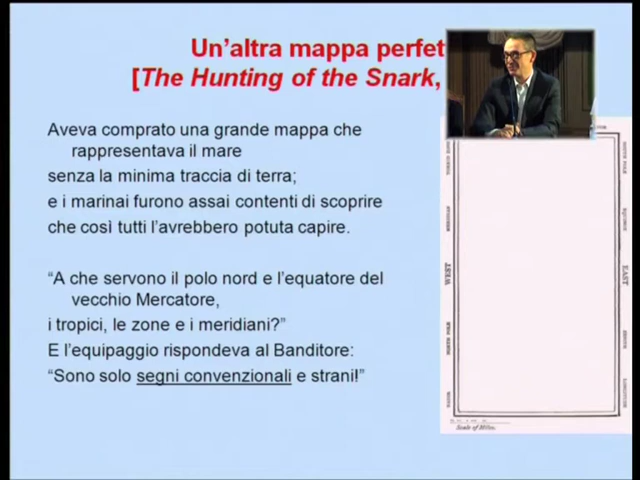 Un'altra mappa perfet
[The Hunting of the Snark,
Aveva comprato una grande mappa che
rappresentava il mare
senza la minima traccia di terra;
e i marinai furono assai contenti di scoprire
che così tutti l'avrebbero potuta capire.
“A che servono il polo nord e l'equatore del
vecchio Mercatore,
i tropici, le zone e i meridiani?”
E l'equipaggio rispondeva al Banditore:
“Sono solo segni convenzionali e strani!”
WEST
EAST
Scale of Miles.